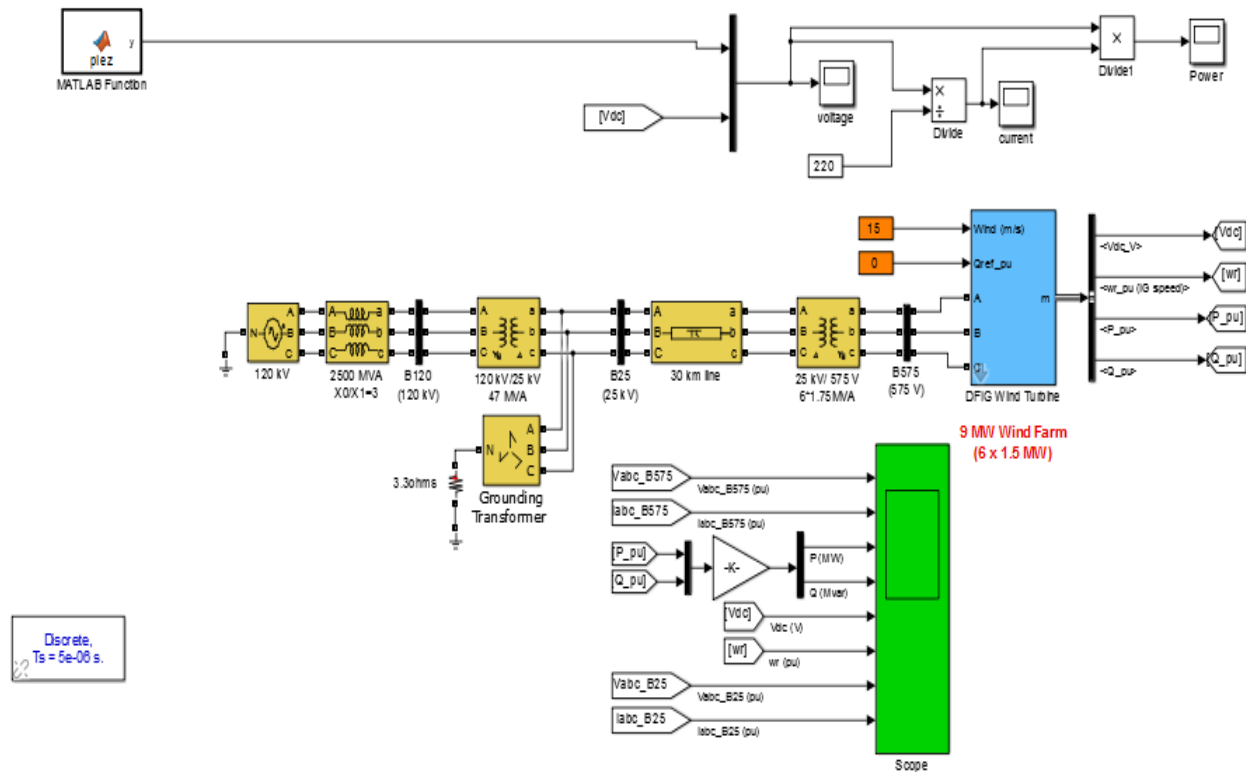 y
piez
MATLAB Function
[Vdc]
voltage
×
÷
Divide
220
current
×
Divide1
Power
15
0
Wind (m/s)
Qref_pu
A
B
C
m
DFIG Wind Turbine
<Vdc_V>
<wr_pu (IG speed)>
<P_pu>
<Q_pu>
[Vdc]
[wr]
[P_pu]
[Q_pu]
N
A
B
C
120 kV
A
B
C
a
b
c
2500 MVA
X0/X1=3
B120
(120 kV)
A
B
C
a
b
c
Yg
Δ
120 kV/25 kV
47 MVA
B25
(25 kV)
A
B
C
a
b
c
30 km line
A
B
C
a
b
c
Δ
Yg
25 kV/ 575 V
6*1.75MVA
B575
(575 V)
9 MW Wind Farm
(6 x 1.5 MW)
N
A
B
C
3.3ohms
Grounding
Transformer
Vabc_B575
Vabc_B575 (pu)
Iabc_B575
Iabc_B575 (pu)
[P_pu]
[Q_pu]
-K-
P(MW)
Q (Mvar)
[Vdc]
Vdc (V)
[wr]
wr (pu)
Vabc_B25
Vabc_B25 (pu)
Iabc_B25
Iabc_B25 (pu)
Scope
Discrete,
Ts = 5e-06 s.